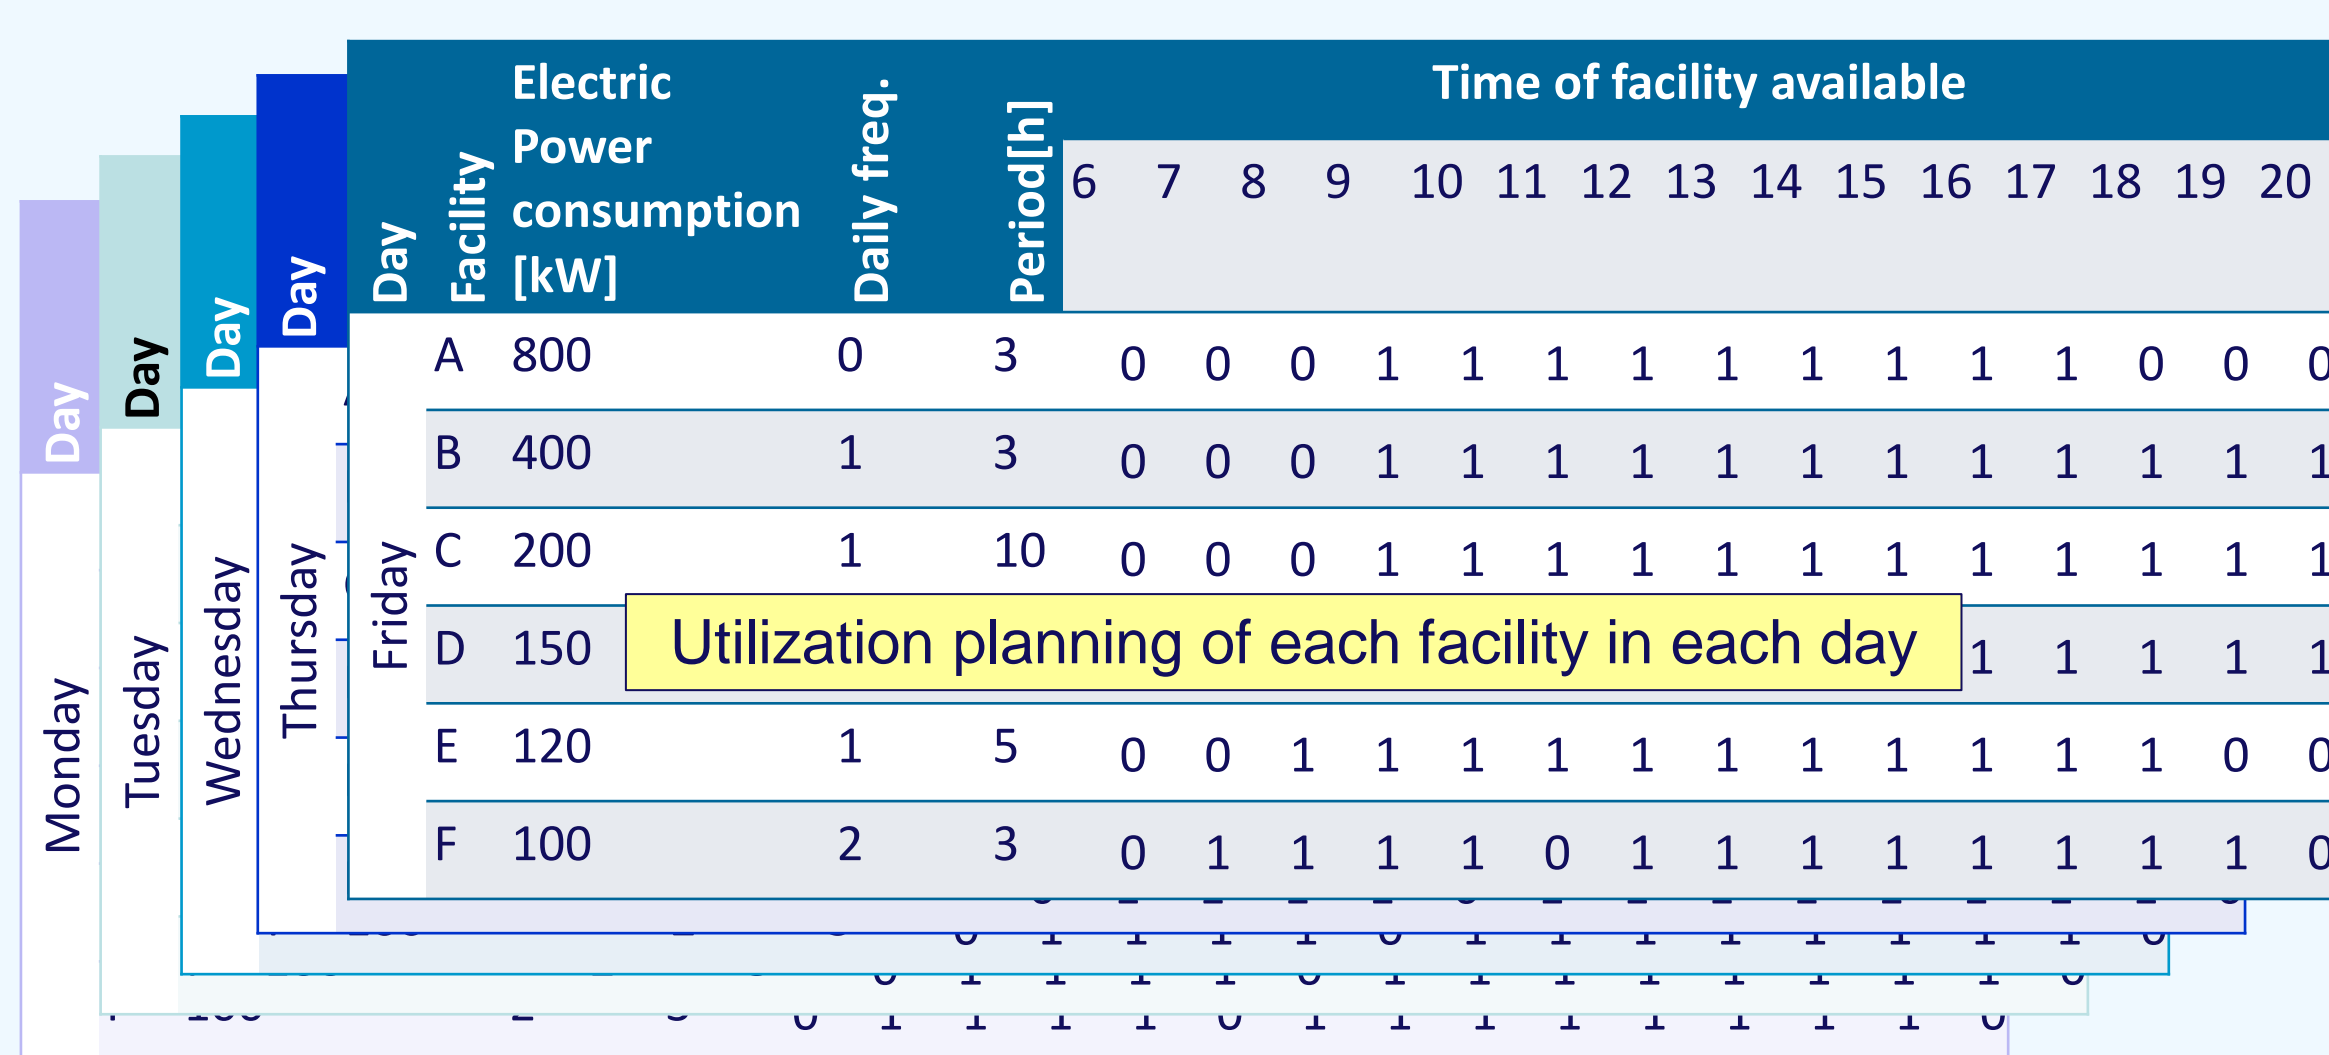 Day
Monday
Day
Tuesday
Day
Wednesday
Day
Thursday
Day Facility Electric Power consumption [kW] Daily freq. Period[h] Time of facility available
6 7 8 9 10 11 12 13 14 15 16 17 18 19 20
Friday
A 800 0 3 0 0 0 1 1 1 1 1 1 1 1 1 0 0 0
B 400 1 3 0 0 0 1 1 1 1 1 1 1 1 1 1 1 1
C 200 1 10 0 0 0 1 1 1 1 1 1 1 1 1 1 1 1
D 150 1 1 1 1 1
Utilization planning of each facility in each day
E 120 1 5 0 0 1 1 1 1 1 1 1 1 1 1 1 0 0
F 100 2 3 0 1 1 1 1 0 1 1 1 1 1 1 1 1 0